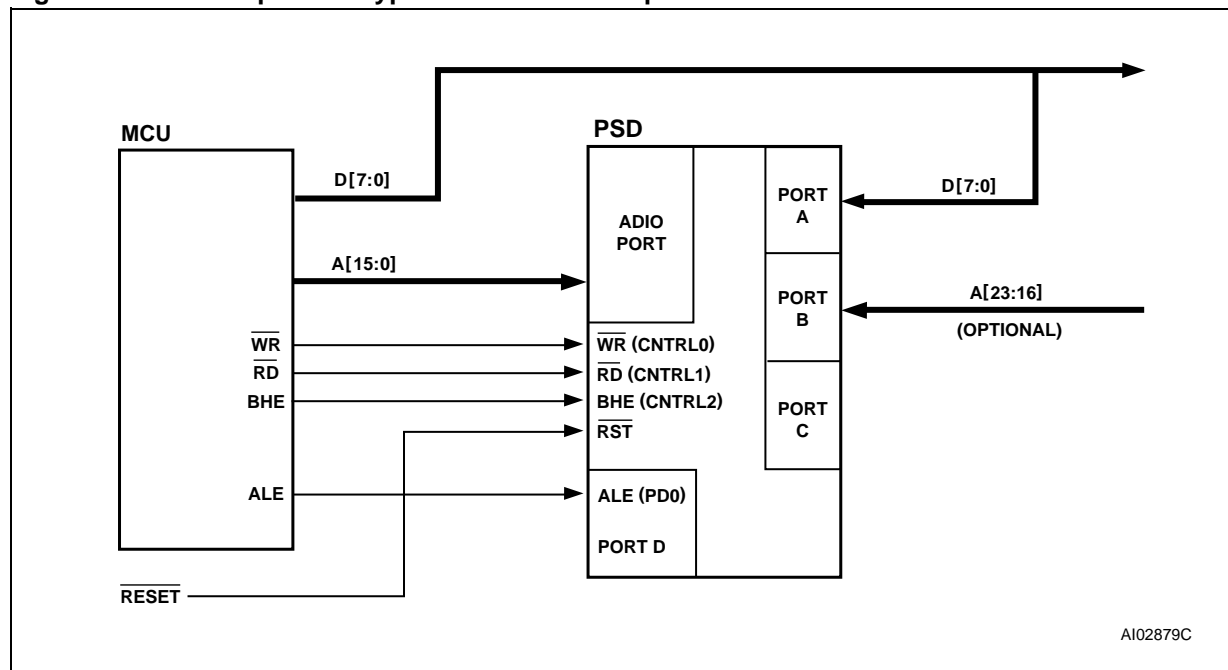 MCU
PSD
D[7:0]
D[7:0]
PORT
A
ADIO
PORT
A[15:0]
A[23:16]
PORT
B
(OPTIONAL)
WR
WR (CNTRL0)
RD
RD (CNTRL1)
BHE
BHE (CNTRL2)
PORT
C
RST
ALE
ALE (PD0)
PORT D
RESET
AI02879C